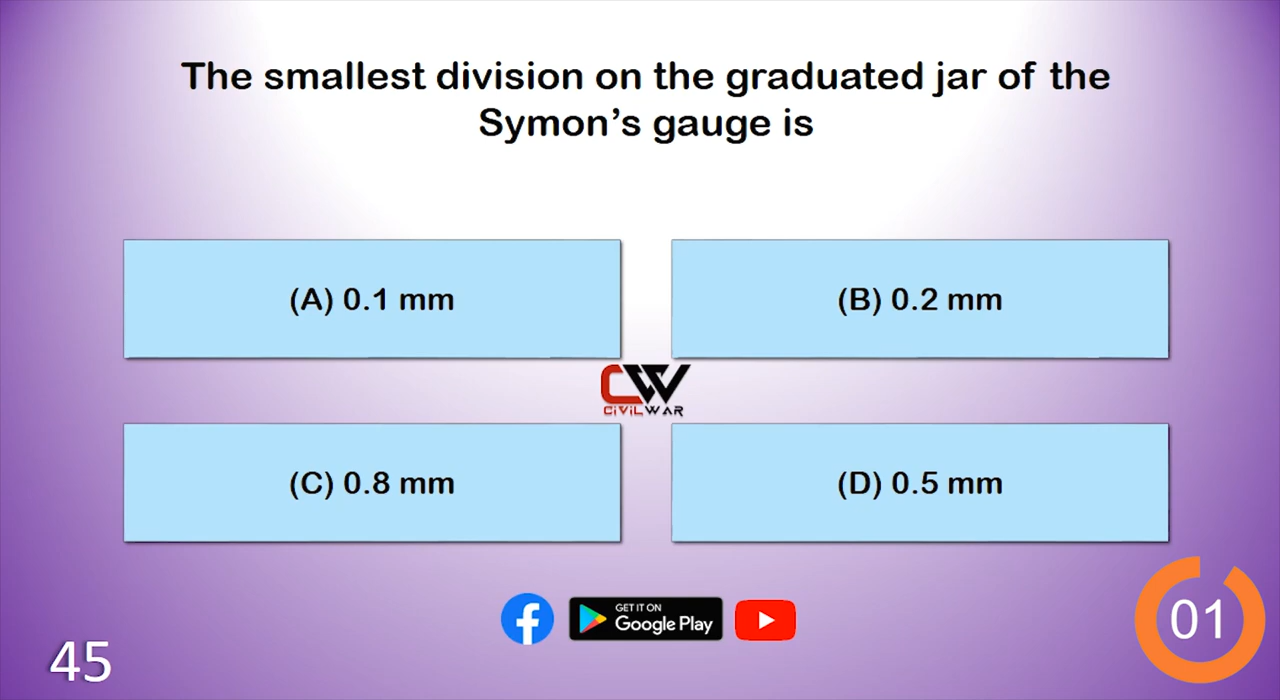 The smallest division on the graduated jar of the
Symon's gauge is
(A) 0.1 mm
(B) 0.2 mm
CW
CiViLWAR
(C) 0.8 mm
(D) 0.5 mm
f
GET IT ON
Google Play
45
01